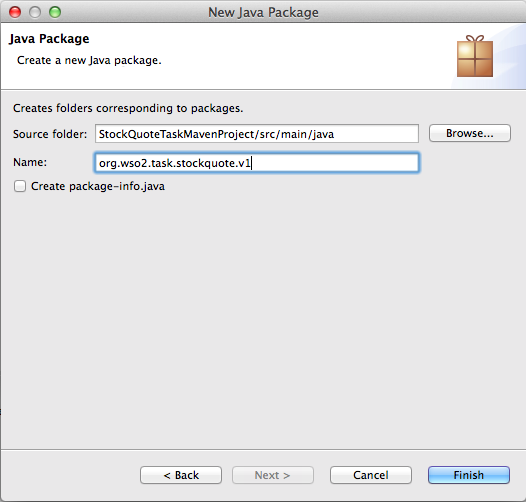 New Java Package
Java Package
Create a new Java package.
Creates folders corresponding to packages.
Source folder: StockQuoteTaskMavenProject/src/main/java Browse...
Name: org.wso2.task.stockquote.v1
Create package-info.java
< Back Next > Cancel Finish